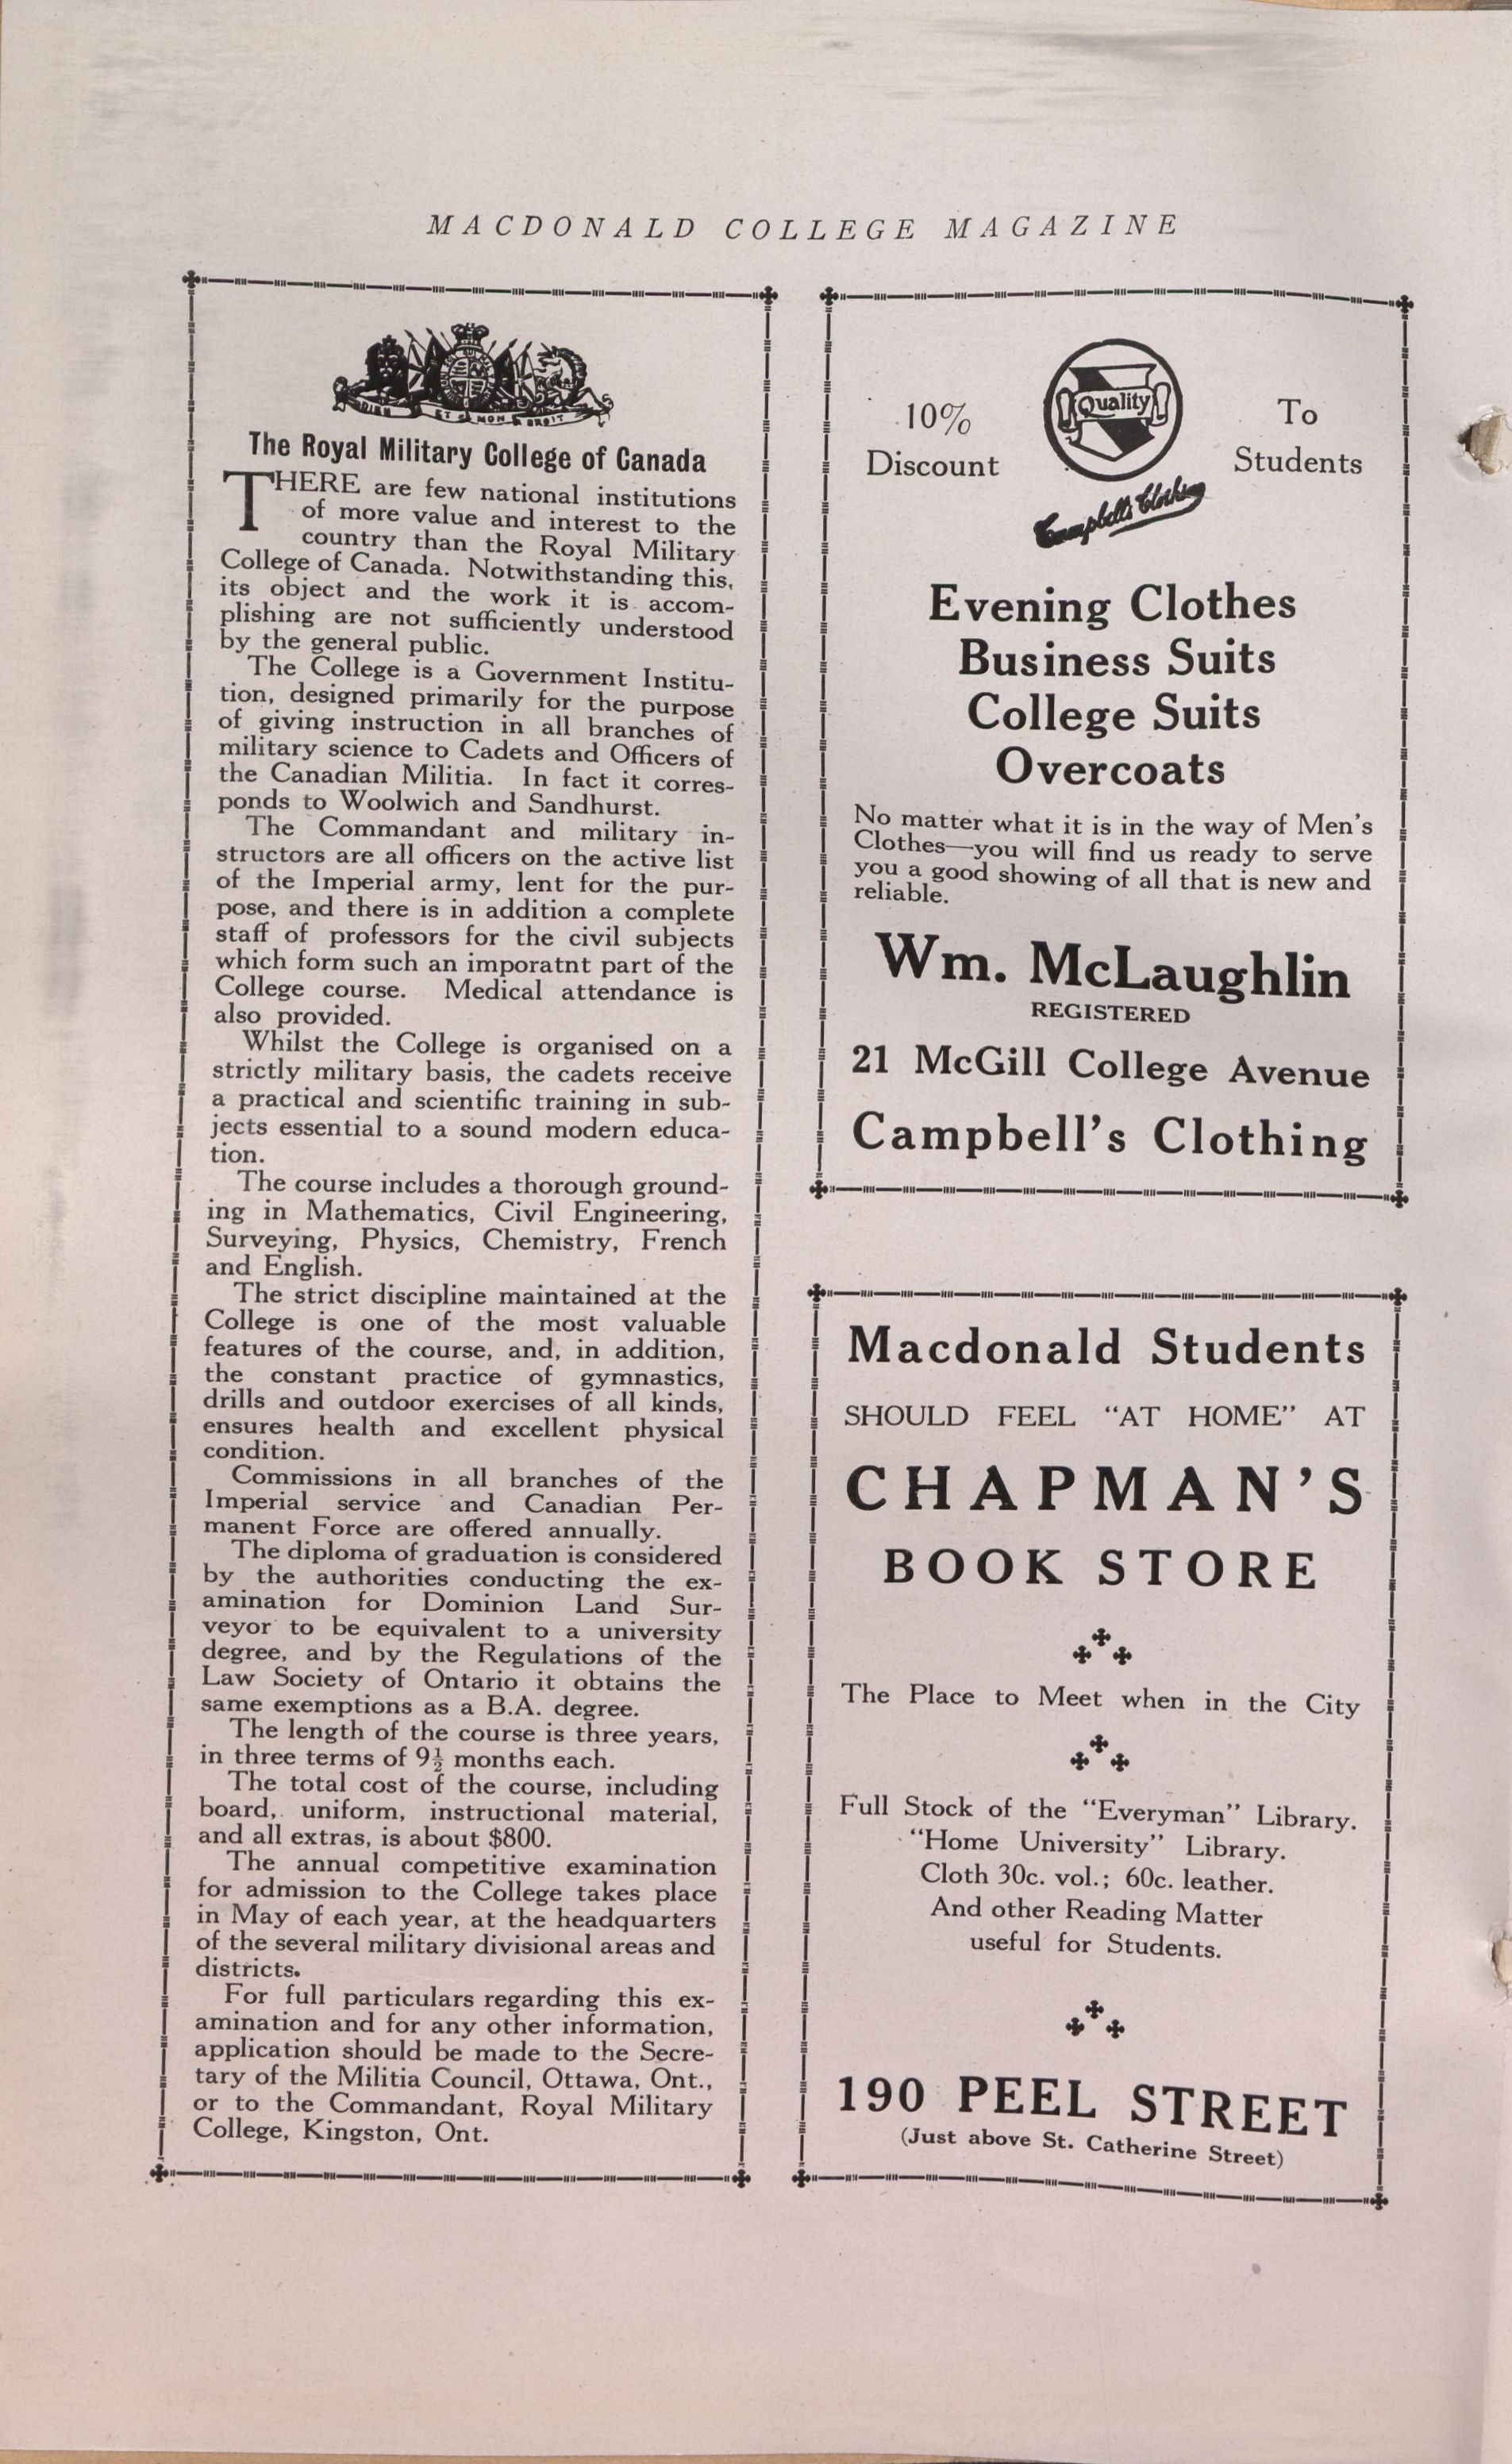 MACDONALD COLLEGE MAGAZINE
DIEU ET MON DROIT
The Royal Military College of Canada
THERE are few national institutions
of more value and interest to the
country than the Royal Military
College of Canada. Notwithstanding this,
its object and the work it is accom-
plishing are not sufficiently understood
by the general public.
The College is a Government Institu-
tion, designed primarily for the purpose
of giving instruction in all branches of
military science to Cadets and Officers of
the Canadian Militia. In fact it corres-
ponds to Woolwich and Sandhurst.
The Commandant and military in-
structors are all officers on the active list
of the Imperial army, lent for the pur-
pose, and there is in addition a complete
staff of professors for the civil subjects
which form such an imporatnt part of the
College course. Medical attendance is
also provided.
Whilst the College is organised on a
strictly military basis, the cadets receive
a practical and scientific training in sub-
jects essential to a sound modern educa-
tion.
The course includes a thorough ground-
ing in Mathematics, Civil Engineering,
Surveying, Physics, Chemistry, French
and English.
The strict discipline maintained at the
College is one of the most valuable
features of the course, and, in addition,
the constant practice of gymnastics,
drills and outdoor exercises of all kinds,
ensures health and excellent physical
condition.
Commissions in all branches of the
Imperial service and Canadian Per-
manent Force are offered annually.
The diploma of graduation is considered
by the authorities conducting the ex-
amination for Dominion Land Sur-
veyor to be equivalent to a university
degree, and by the Regulations of the
Law Society of Ontario it obtains the
same exemptions as a B.A. degree.
The length of the course is three years,
in three terms of 9½ months each.
The total cost of the course, including
board, uniform, instructional material,
and all extras, is about $800.
The annual competitive examination
for admission to the College takes place
in May of each year, at the headquarters
of the several military divisional areas and
districts.
For full particulars regarding this ex-
amination and for any other information,
application should be made to the Secre-
tary of the Militia Council, Ottawa, Ont.,
or to the Commandant, Royal Military
College, Kingston, Ont.
10%
Discount
Quality
Campbell's Clothing
To
Students
Evening Clothes
Business Suits
College Suits
Overcoats
No matter what it is in the way of Men's
Clothes—you will find us ready to serve
you a good showing of all that is new and
reliable.
Wm. McLaughlin
REGISTERED
21 McGill College Avenue
Campbell's Clothing
Macdonald Students
SHOULD FEEL "AT HOME" AT
CHAPMAN'S
BOOK STORE
The Place to Meet when in the City
Full Stock of the "Everyman" Library.
"Home University" Library.
Cloth 30c. vol.; 60c. leather.
And other Reading Matter
useful for Students.
190 PEEL STREET
(Just above St. Catherine Street)